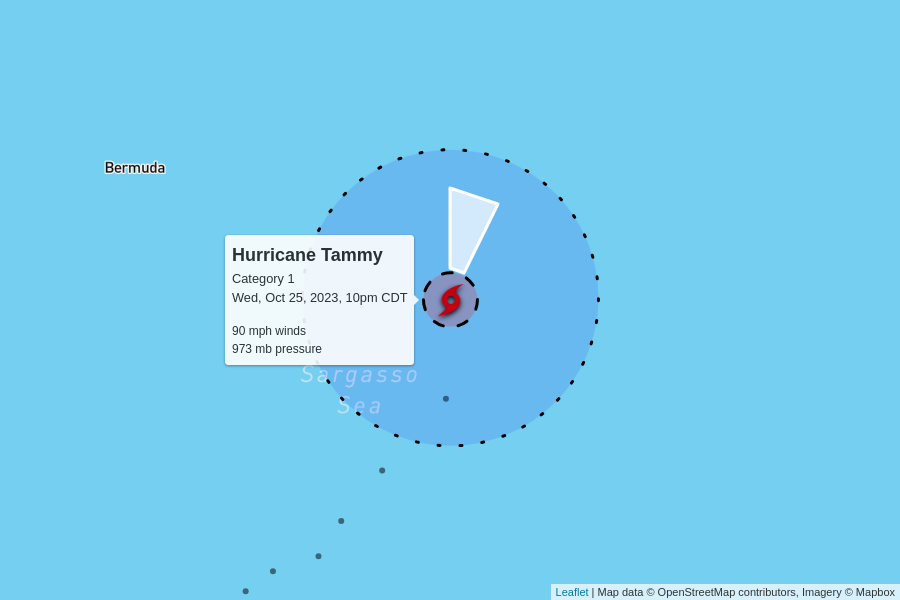 Bermuda
Hurricane Tammy
Category 1
Wed, Oct 25, 2023, 10pm CDT
90 mph winds
973 mb pressure
Sargasso
Sea
Leaflet | Map data © OpenStreetMap contributors, Imagery © Mapbox